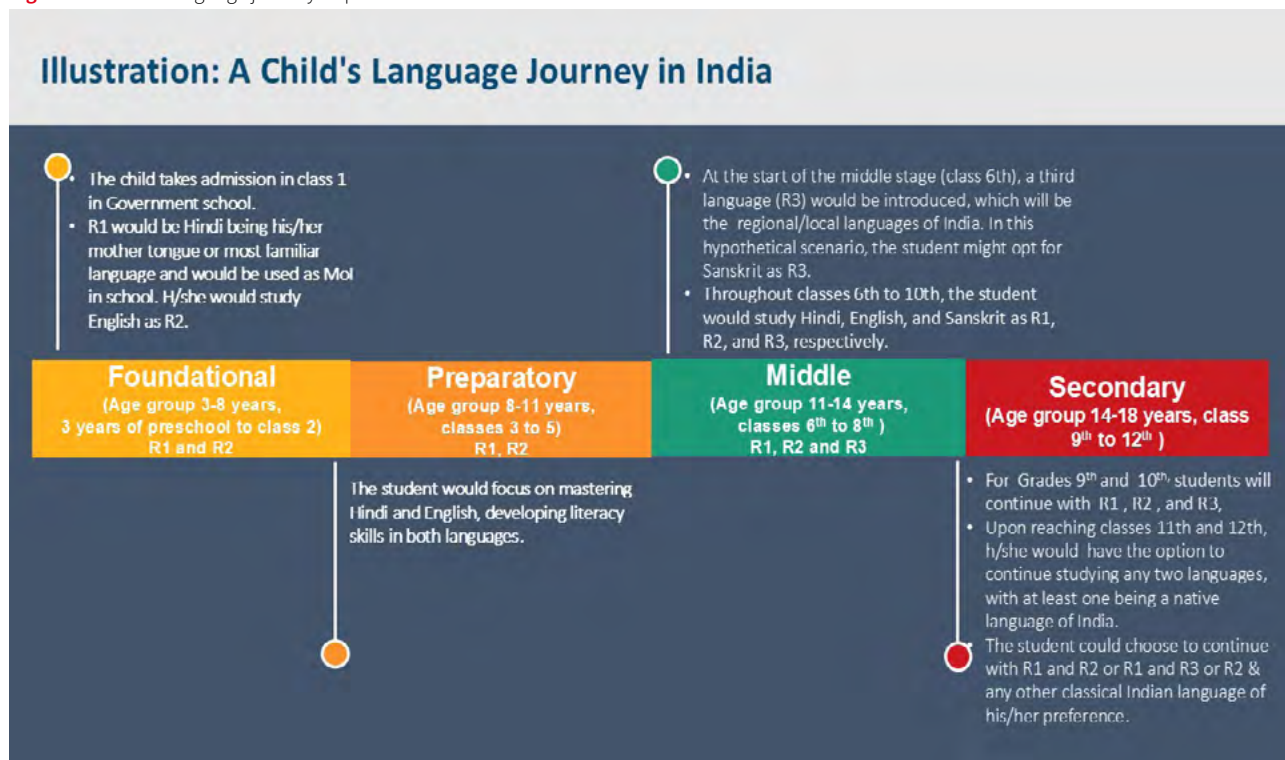 Illustration: A Child's Language Journey in India
The child takes admission in class 1
in Government school.
• R1 would be Hindi being his/her
mother tongue or most familiar
language and would be used as MoI
in school. H/she would study
English as R2.
• At the start of the middle stage (class 6th), a third
language (R3) would be introduced, which will be
the regional/local languages of India. In this
hypothetical scenario, the student might opt for
Sanskrit as R3.
• Throughout classes 6th to 10th, the student
would study Hindi, English, and Sanskrit as R1,
R2, and R3, respectively.
Foundational
(Age group 3-8 years,
3 years of preschool to class 2)
R1 and R2
Preparatory
(Age group 8-11 years,
classes 3 to 5)
R1, R2
Middle
(Age group 11-14 years,
classes 6th to 8th )
R1, R2 and R3
Secondary
(Age group 14-18 years, class
9th to 12th )
The student would focus on mastering
Hindi and English, developing literacy
skills in both languages.
• For Grades 9th and 10th, students will
continue with R1 , R2 , and R3,
• Upon reaching classes 11th and 12th,
h/she would have the option to
continue studying any two languages,
with at least one being a native
language of India.
• The student could choose to continue
with R1 and R2 or R1 and R3 or R2 &
any other classical Indian language of
his/her preference.